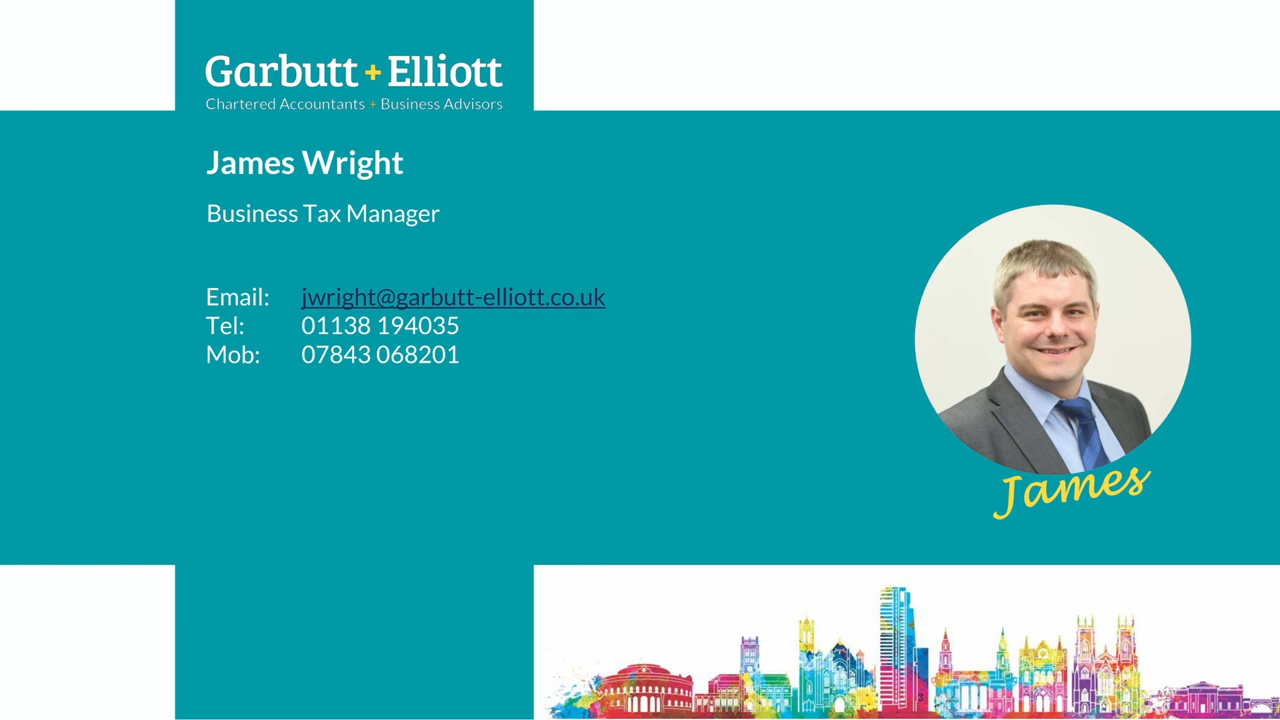 Garbutt + Elliott
Chartered Accountants + Business Advisors
James Wright
Business Tax Manager
Email: jwright@garbutt-elliott.co.uk
Tel: 01138 194035
Mob: 07843 068201
James